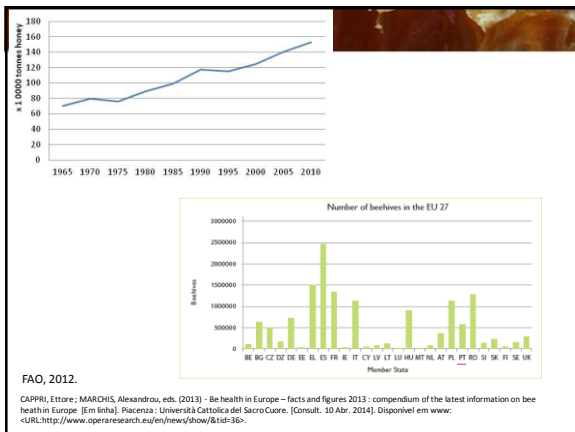 x 1 0000 tonnes honey
180
160
140
120
100
80
60
40
20
0
1965 1970 1975 1980 1985 1990 1995 2000 2005 2010
Number of beehives in the EU 27
Beehives
3000000
2500000
2000000
1500000
1000000
500000
0
BE BG CZ DZ DE EE EL ES FR IE IT CY LV LT LU HU MT NL AT PL PT RO SI SK FI SE UK
Member State
FAO, 2012.
CAPPRI, Ettore; MARCHIS, Alexandrou, eds. (2013) - Be health in Europe – facts and figures 2013 : compendium of the latest information on bee
heath in Europe [Em linha]. Piacenza : Università Cattolica del Sacro Cuore. [Consult. 10 Abr. 2014]. Disponível em www:
<URL:http://www.operaresearch.eu/en/news/show/&tid=36>.